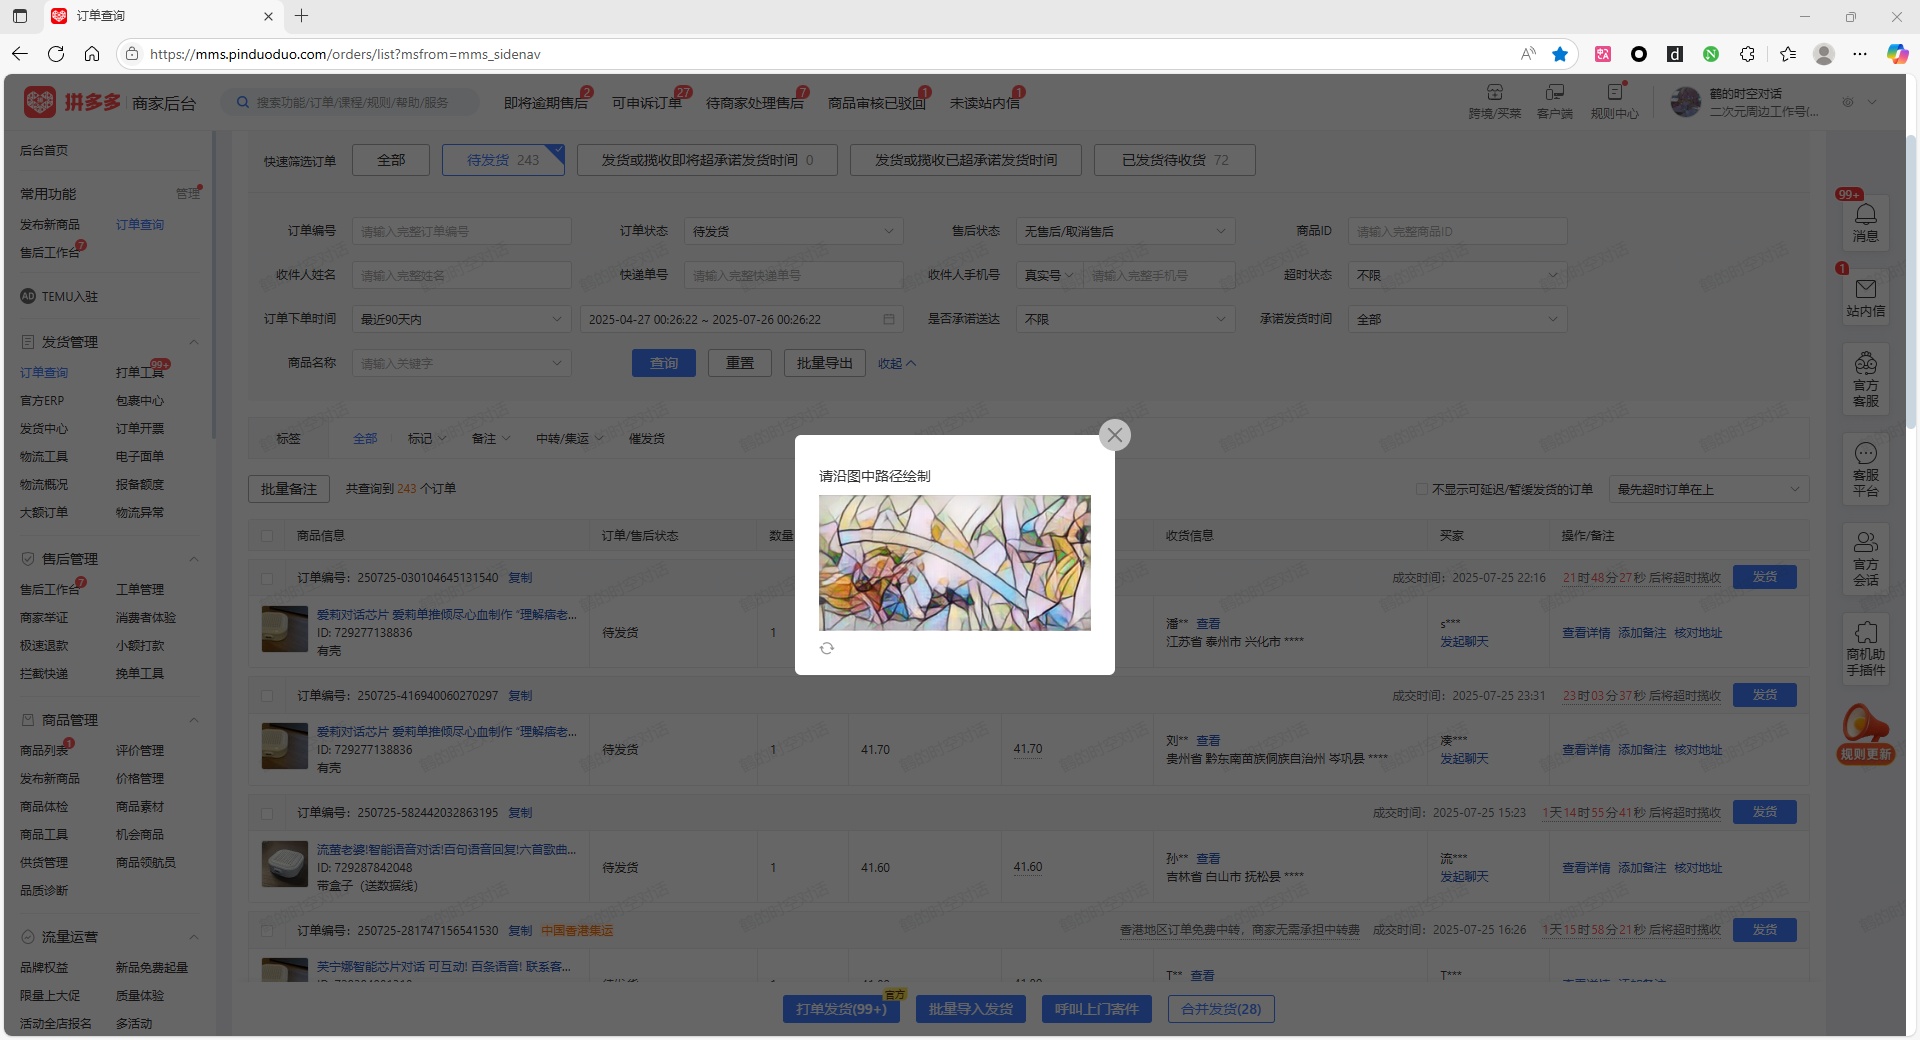 订单查询
https://mms.pinduoduo.com/orders/list?msfrom=mms_sidenav
拼多多 商家后台
搜索功能/订单/课程/规则/帮助/服务
即将逾期售后 2 可申诉订单 27 待商家处理售后 7 商品审核已驳回 1 未读站内信 1
跨境/买菜 客户端 规则中心
鹤的时空对话
二次元周边工作号(...
后台首页
常用功能 管理
发布新商品 订单查询
售后工作台 7
AD TEMU入驻
发货管理
订单查询 打单工具 99+
官方ERP 包裹中心
发货中心 订单开票
物流工具 电子面单
物流概况 报备额度
大额订单 物流异常
售后管理
售后工作台 7 工单管理
商家举证 消费者体验
极速退款 小额打款
拦截快递 挽单工具
商品管理
商品列表 1 评价管理
发布新商品 价格管理
商品体检 商品素材
商品工具 机会商品
供货管理 商品领航员
品质诊断
流量运营
品牌权益 新品免费起量
限量上大促 质量体验
活动全店报名 多活动
快速筛选订单 全部 待发货 243 发货或揽收即将超承诺发货时间 0 发货或揽收已超承诺发货时间 已发货待收货 72
订单编号 请输入完整订单编号 订单状态 待发货 售后状态 无售后/取消售后 商品ID 请输入完整商品ID
收件人姓名 请输入完整姓名 快递单号 请输入完整快递单号 收件人手机号 真实号 请输入完整手机号 超时状态 不限
订单下单时间 最近90天内 2025-04-27 00:26:22 ~ 2025-07-26 00:26:22 是否承诺送达 不限 承诺发货时间 全部
商品名称 请输入关键字 查询 重置 批量导出 收起
标签 全部 标记 备注 中转/集运 催发货
批量备注 共查询到 243 个订单 不显示可延迟/暂缓发货的订单 最先超时订单在上
商品信息 订单/售后状态 数量 收货信息 买家 操作/备注
订单编号：250725-030104645131540 复制 成交时间：2025-07-25 22:16 21时48分27秒 后将超时揽收 发货
爱莉对话芯片 爱莉单推倾尽心血制作 “理解痞老...
ID: 729277138836
有壳
待发货 1
潘** 查看
江苏省 泰州市 兴化市 ****
s***
发起聊天
查看详情 添加备注 核对地址
订单编号：250725-416940060270297 复制 成交时间：2025-07-25 23:31 23时03分37秒 后将超时揽收 发货
爱莉对话芯片 爱莉单推倾尽心血制作 “理解痞老...
ID: 729277138836
有壳
待发货 1 41.70 41.70
刘** 查看
贵州省 黔东南苗族侗族自治州 岑巩县 ****
凑***
发起聊天
查看详情 添加备注 核对地址
订单编号：250725-582442032863195 复制 成交时间：2025-07-25 15:23 1天14时55分41秒 后将超时揽收 发货
流萤老婆!智能语音对话!百句语音回复!六首歌曲...
ID: 729287842048
带盒子（送数据线）
待发货 1 41.60 41.60
孙** 查看
吉林省 白山市 抚松县 ****
流***
发起聊天
查看详情 添加备注 核对地址
订单编号：250725-281747156541530 复制 中国香港集运 香港地区订单免费中转，商家无需承担中转费 成交时间：2025-07-25 16:26 1天15时58分21秒 后将超时揽收 发货
芙宁娜智能芯片对话 可互动! 百条语音! 联系客...
T** 查看
T***
打单发货(99+) 官方 批量导入发货 呼叫上门寄件 合并发货(28)
请沿图中路径绘制
99+
消息
1
站内信
官方
客服
客服
平台
官方
会话
商机助
手插件
规则更新